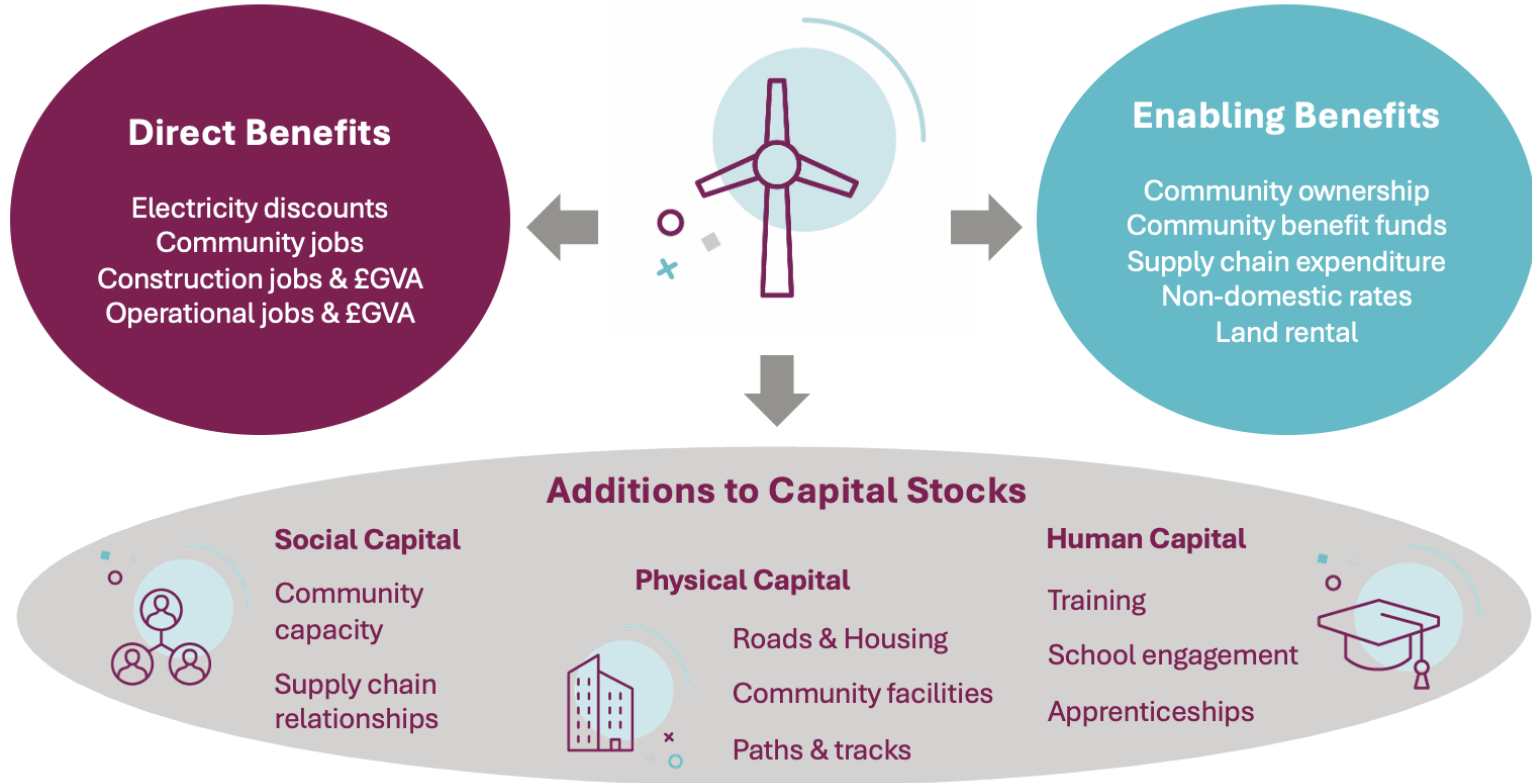 Direct Benefits
Electricity discounts
Community jobs
Construction jobs & £GVA
Operational jobs & £GVA
Enabling Benefits
Community ownership
Community benefit funds
Supply chain expenditure
Non-domestic rates
Land rental
Additions to Capital Stocks
Social Capital
Community
capacity
Supply chain
relationships
Physical Capital
Roads & Housing
Community facilities
Paths & tracks
Human Capital
Training
School engagement
Apprenticeships